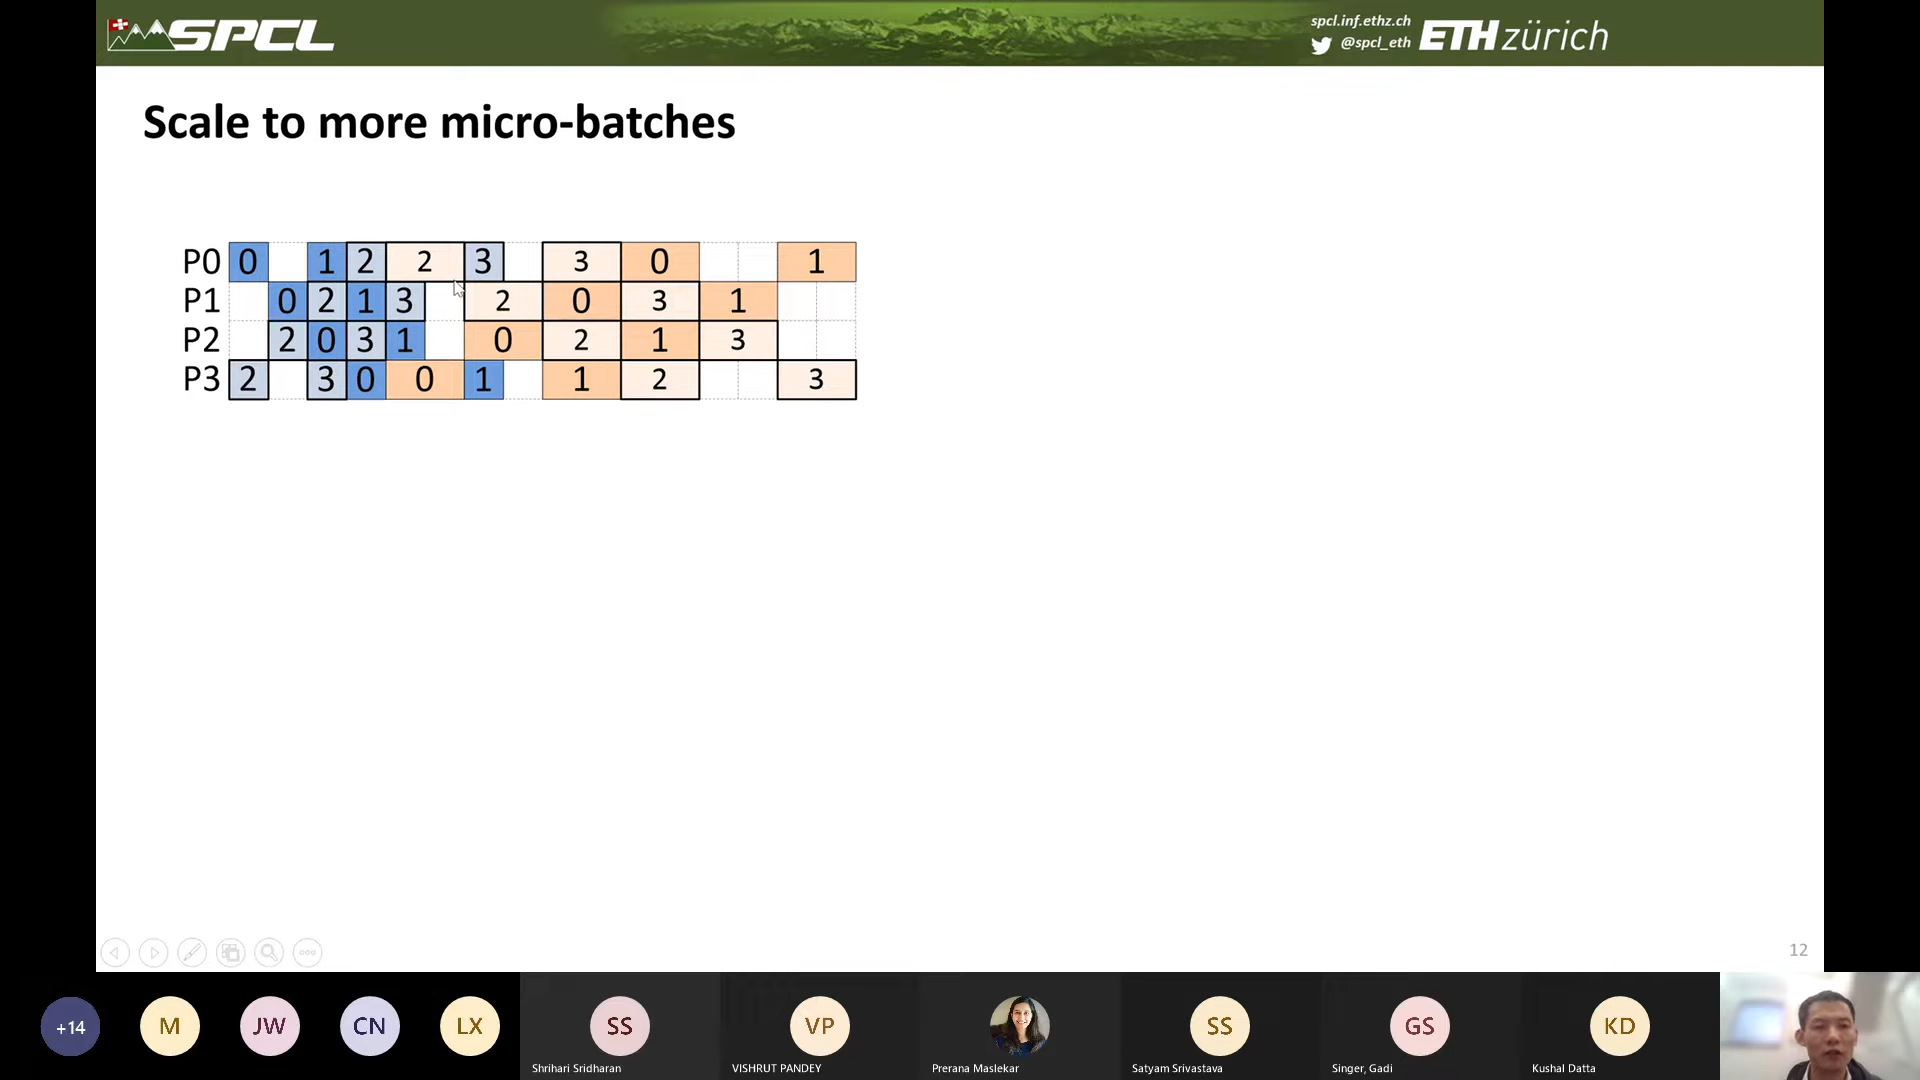 SPCL
spcl.inf.ethz.ch
@spcl_eth
ETH zürich
Scale to more micro-batches
P0 0 1 2 2 3 3 0 1
P1 0 2 1 3 2 0 3 1
P2 2 0 3 1 0 2 1 3
P3 2 3 0 0 1 1 2 3
12
+14 M JW CN LX SS VP SS GS KD
Shrihari Sridharan VISHRUT PANDEY Prerana Maslekar Satyam Srivastava Singer, Gadi Kushal Datta